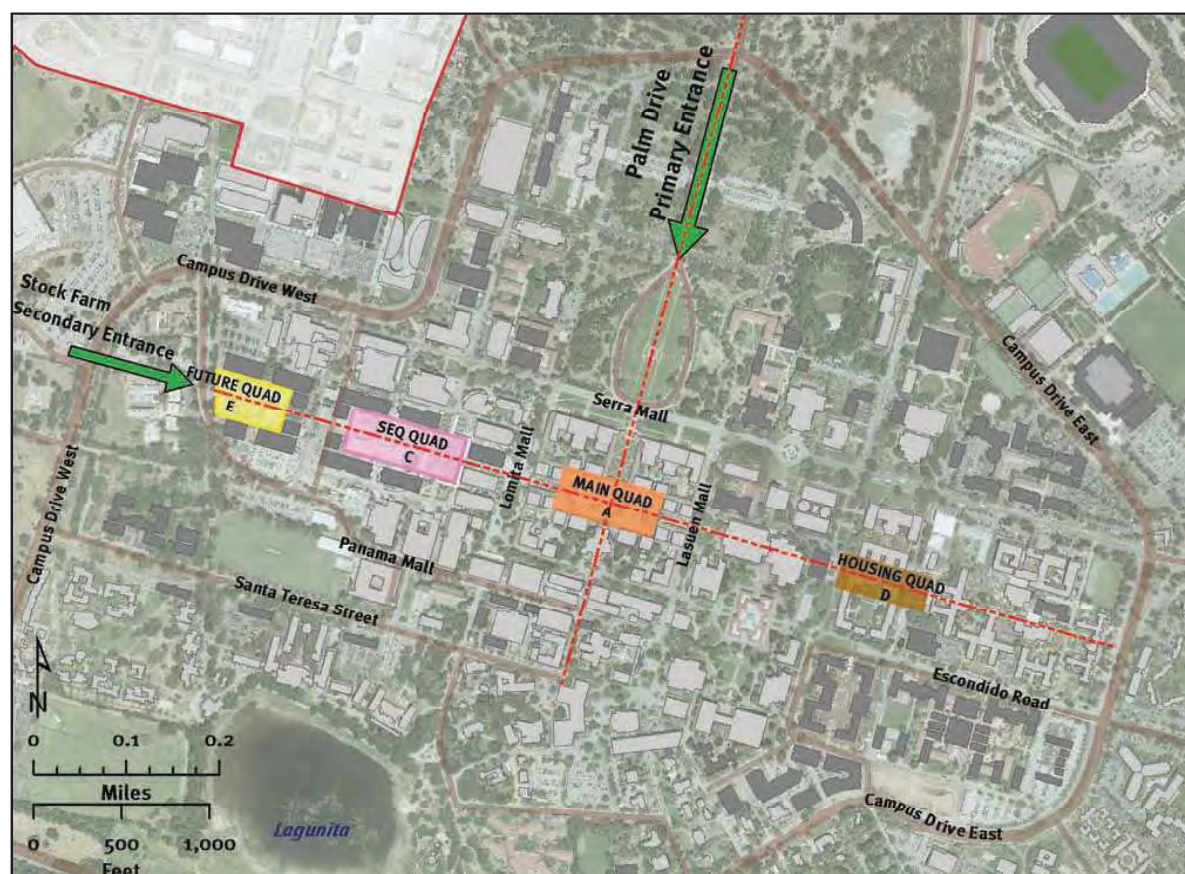 Palm Drive
Primary Entrance
Campus Drive West
Stock Farm
Secondary Entrance
FUTURE QUAD
E
SEQ QUAD
C
Serra Mall
Campus Drive East
Lomita Mall
MAIN QUAD
A
Lasuen Mall
Campus Drive West
Panama Mall
HOUSING QUAD
D
Santa Teresa Street
Escondido Road
N
0 0.1 0.2
Miles
0 500 1,000
Feet
Lagunita
Campus Drive East